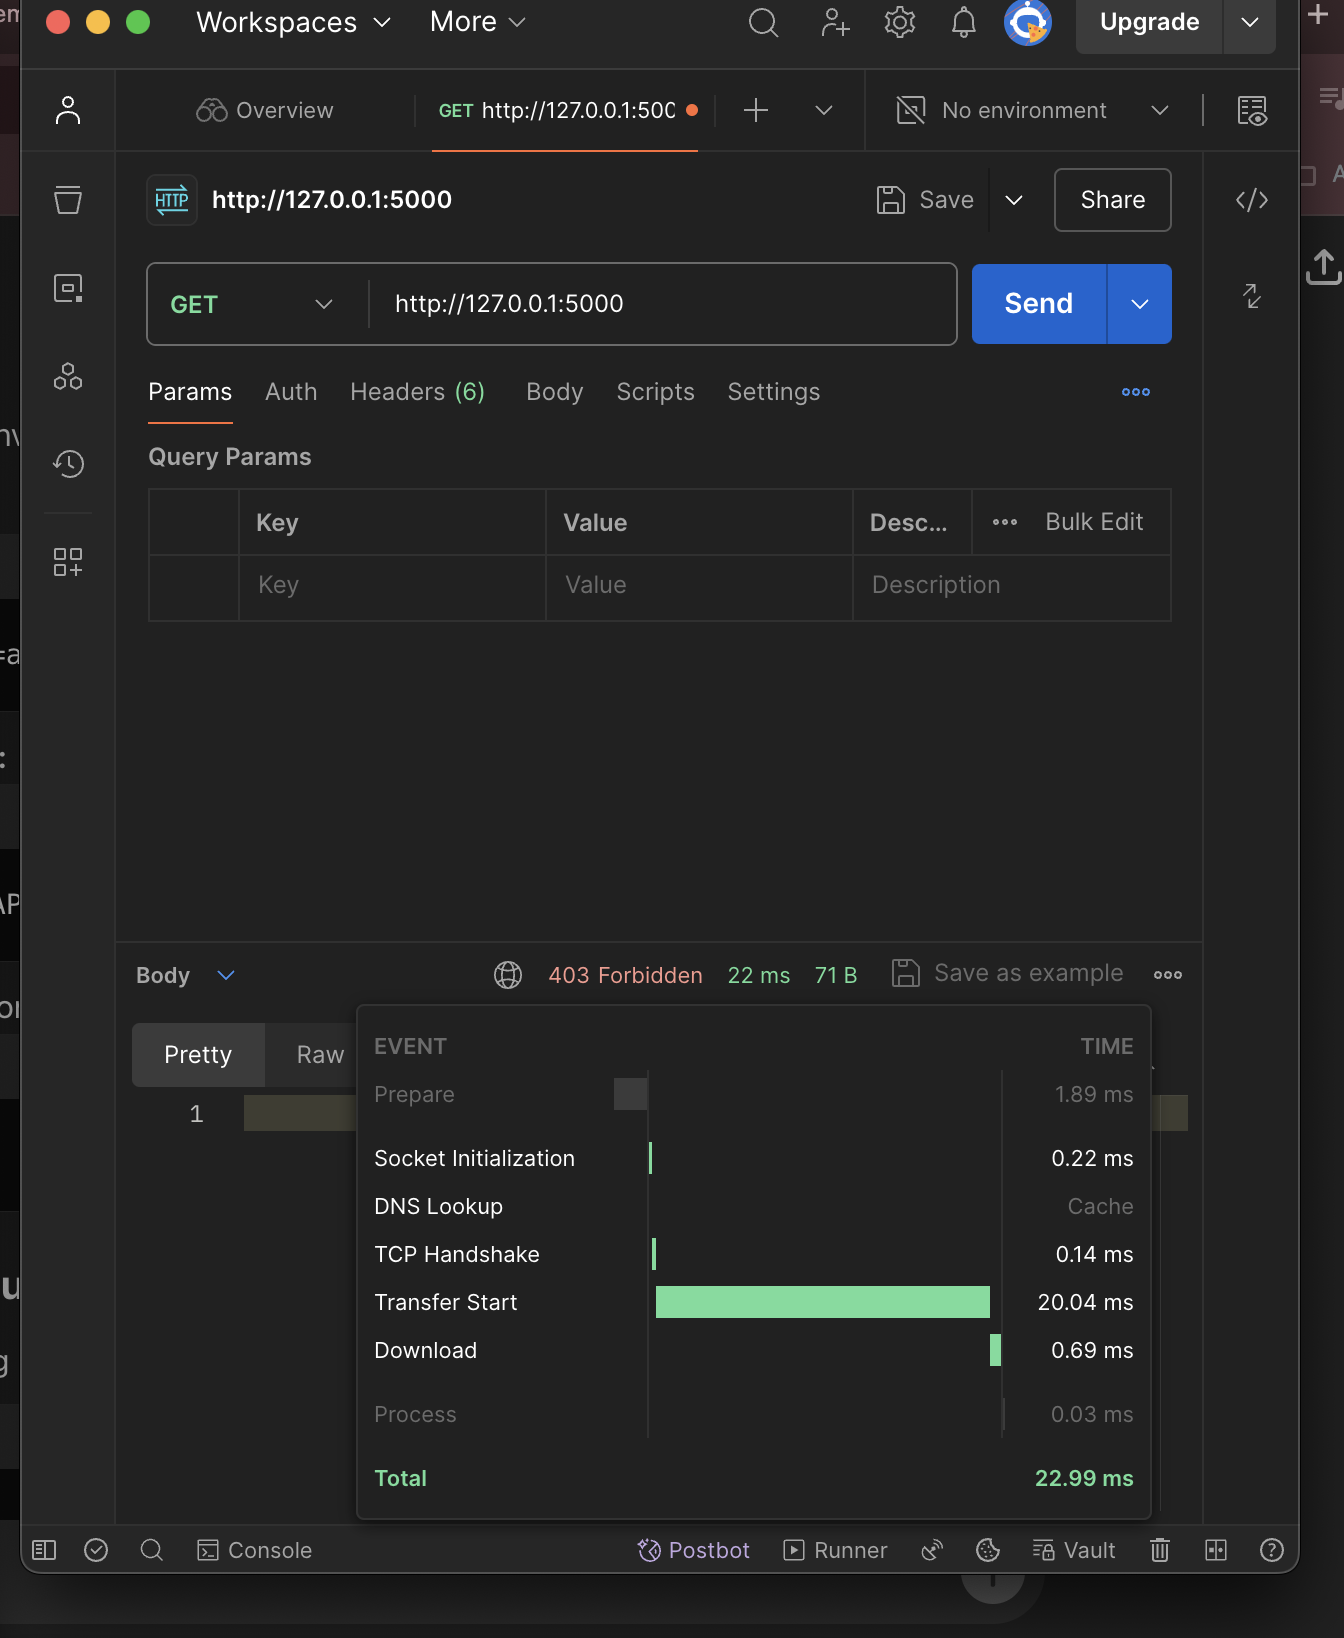 Workspaces
More
Upgrade
Overview
GET http://127.0.0.1:500
No environment
HTTP
http://127.0.0.1:5000
Save
Share
GET
http://127.0.0.1:5000
Send
Params
Auth
Headers (6)
Body
Scripts
Settings
Query Params
Key
Value
Desc...
Bulk Edit
Key
Value
Description
Body
403 Forbidden
22 ms
71 B
Save as example
Pretty
Raw
1
EVENT
TIME
Prepare
1.89 ms
Socket Initialization
0.22 ms
DNS Lookup
Cache
TCP Handshake
0.14 ms
Transfer Start
20.04 ms
Download
0.69 ms
Process
0.03 ms
Total
22.99 ms
Console
Postbot
Runner
Vault